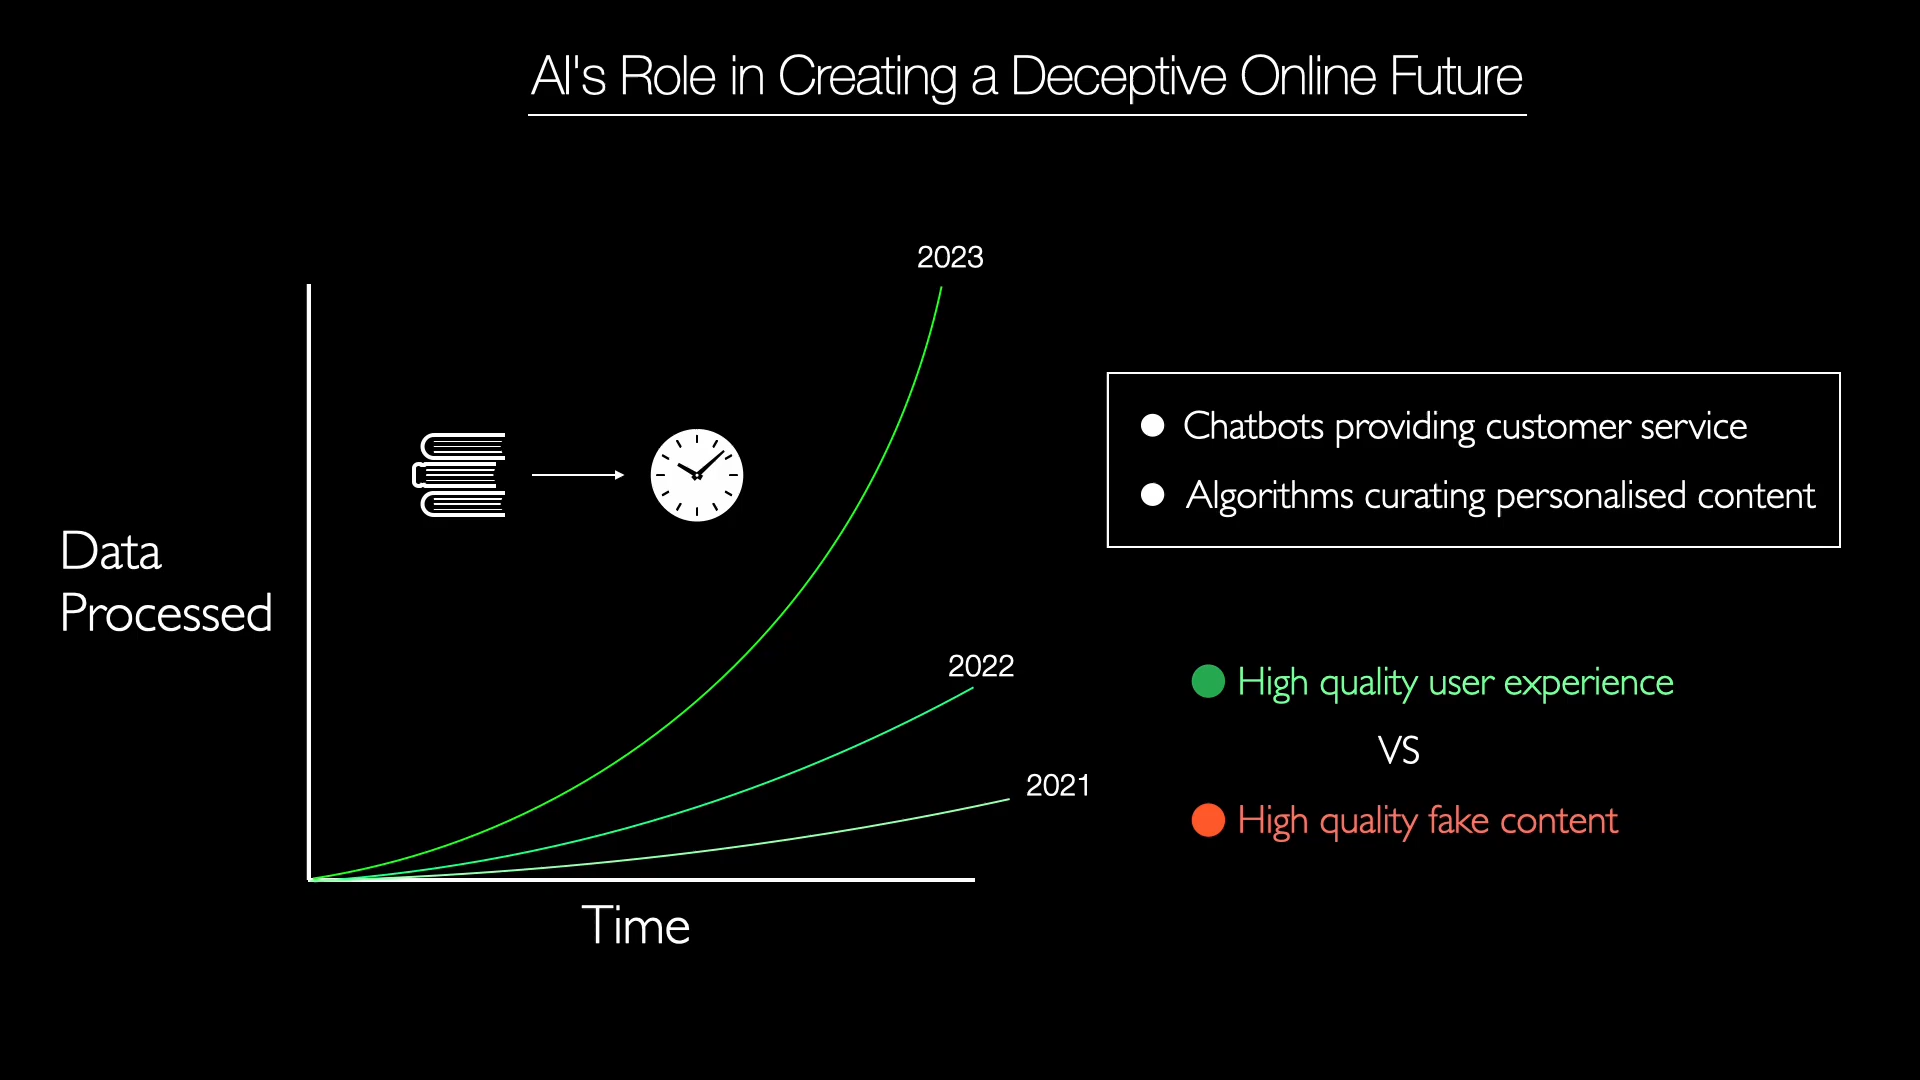 AI's Role in Creating a Deceptive Online Future
2023
Chatbots providing customer service
Algorithms curating personalised content
Data
Processed
2022
High quality user experience
VS
2021
High quality fake content
Time